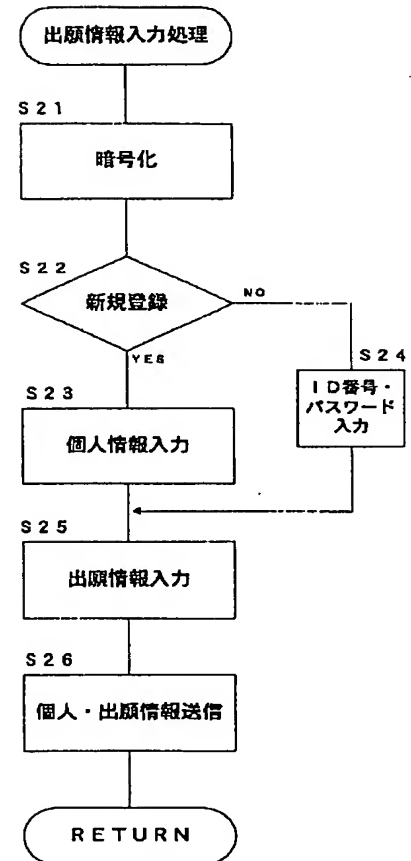 出願情報入力処理
S21
暗号化
S22
新規登録
NO
YES
S24
ID番号・
パスワード
入力
S23
個人情報入力
S25
出願情報入力
S26
個人・出願情報送信
RETURN